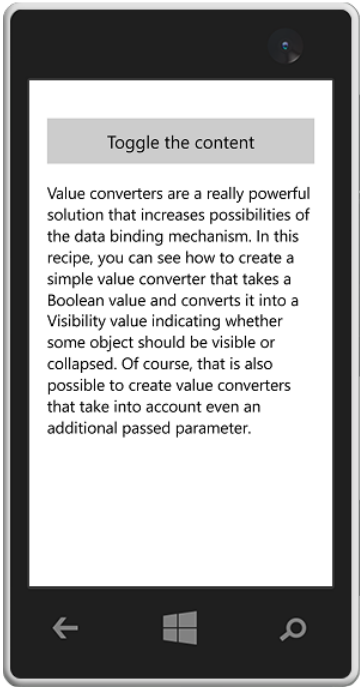 Toggle the content
Value converters are a really powerful
solution that increases possibilities of
the data binding mechanism. In this
recipe, you can see how to create a
simple value converter that takes a
Boolean value and converts it into a
Visibility value indicating whether
some object should be visible or
collapsed. Of course, that is also
possible to create value converters
that take into account even an
additional passed parameter.